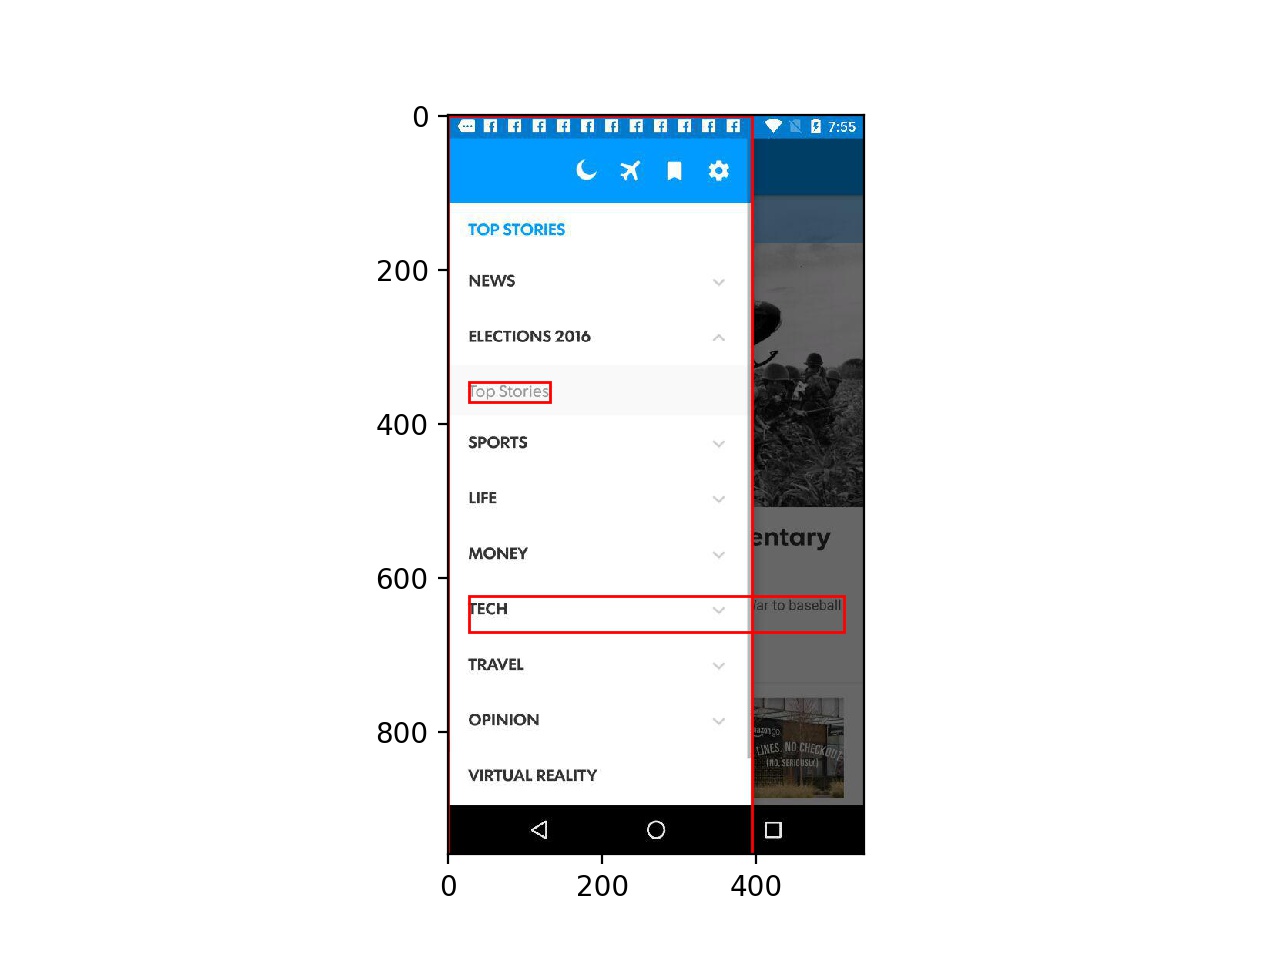 0
200
400
600
800
0
200
400
7:55
TOP STORIES
NEWS
ELECTIONS 2016
Top Stories
SPORTS
LIFE
MONEY
entary
TECH
ar to baseball
TRAVEL
OPINION
LINES. NO CHECKOUT
(NO, SERIOUSLY.)
VIRTUAL REALITY